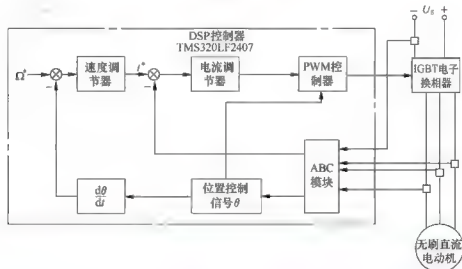 DSP控制器
TMS320LF2407
− U_g +
Ω*
−
速度调
节器
I*
−
电流调
节器
PWM控
制器
IGBT电子
换相器
dθ
dt
位置控制
信号θ
ABC
模块
无刷直流
电动机